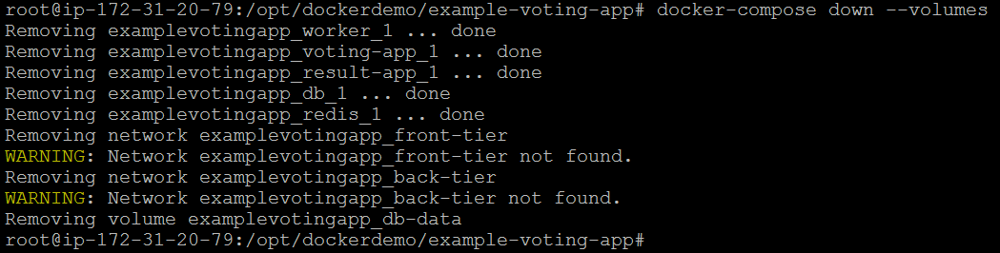 root@ip-172-31-20-79:/opt/dockerdemo/example-voting-app# docker-compose down --volumes
Removing examplevotingapp_worker_1 ... done
Removing examplevotingapp_voting-app_1 ... done
Removing examplevotingapp_result-app_1 ... done
Removing examplevotingapp_db_1 ... done
Removing examplevotingapp_redis_1 ... done
Removing network examplevotingapp_front-tier
WARNING: Network examplevotingapp_front-tier not found.
Removing network examplevotingapp_back-tier
WARNING: Network examplevotingapp_back-tier not found.
Removing volume examplevotingapp_db-data
root@ip-172-31-20-79:/opt/dockerdemo/example-voting-app#